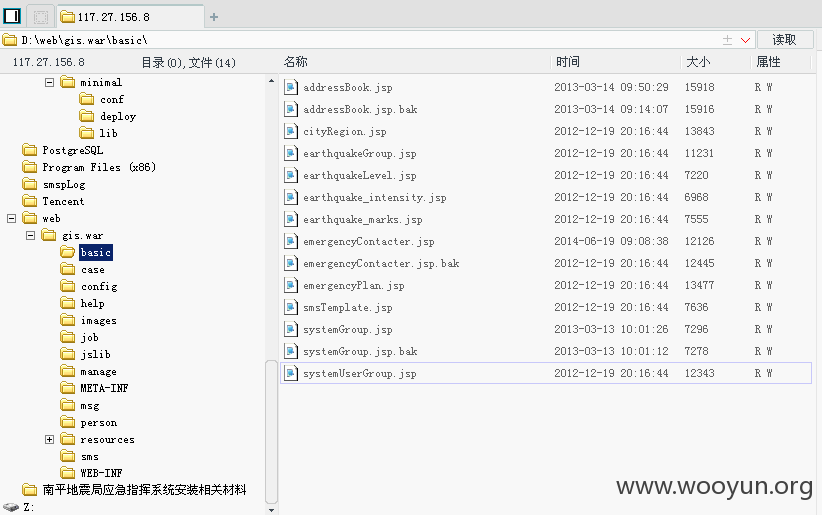 117.27.156.8
D:\web\gis.war\basic\
读取
117.27.156.8 目录(0),文件(14)
名称 时间 大小 属性
minimal
conf
deploy
lib
PostgreSQL
Program Files (x86)
smspLog
Tencent
web
gis.war
basic
case
config
help
images
job
jslib
manage
META-INF
msg
person
resources
sms
WEB-INF
南平地震局应急指挥系统安装相关材料
Z:
addressBook.jsp 2013-03-14 09:50:29 15918 R W
addressBook.jsp.bak 2013-03-14 09:14:07 15916 R W
cityRegion.jsp 2012-12-19 20:16:44 13843 R W
earthquakeGroup.jsp 2012-12-19 20:16:44 11231 R W
earthquakeLevel.jsp 2012-12-19 20:16:44 7220 R W
earthquake_intensity.jsp 2012-12-19 20:16:44 6968 R W
earthquake_marks.jsp 2012-12-19 20:16:44 7555 R W
emergencyContacter.jsp 2014-06-19 09:08:38 12126 R W
emergencyContacter.jsp.bak 2012-12-19 20:16:44 12445 R W
emergencyPlan.jsp 2012-12-19 20:16:44 13477 R W
smsTemplate.jsp 2012-12-19 20:16:44 7636 R W
systemGroup.jsp 2013-03-13 10:01:26 7296 R W
systemGroup.jsp.bak 2013-03-13 10:01:12 7278 R W
systemUserGroup.jsp 2012-12-19 20:16:44 12343 R W
www.wooyun.org